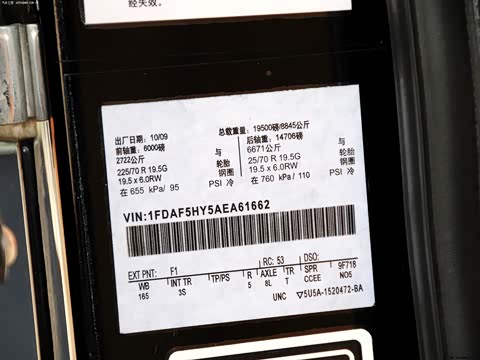 经失效。
出厂日期: 10/09
总载重量: 19500磅/8845公斤
前轴重: 6000磅
2722公斤
225/70 R 19.5G
19.5 x 6.0RW
在 655 kPa/ 95
与
轮胎
钢圈
PSI 冷
后轴重: 14706磅
6671公斤
25/70 R 19.5G
19.5 x 6.0RW
在 760 kPa/ 110
与
轮胎
钢圈
PSI 冷
VIN:1FDAF5HY5AEA61662
EXT PNT: F1 RC: 53 DSO:
WB INT TR TP/PS R AXLE TR SPR 9F718
165 3S 5 8L T CCEE NO5
UNC ▽5U5A-1520472-BA